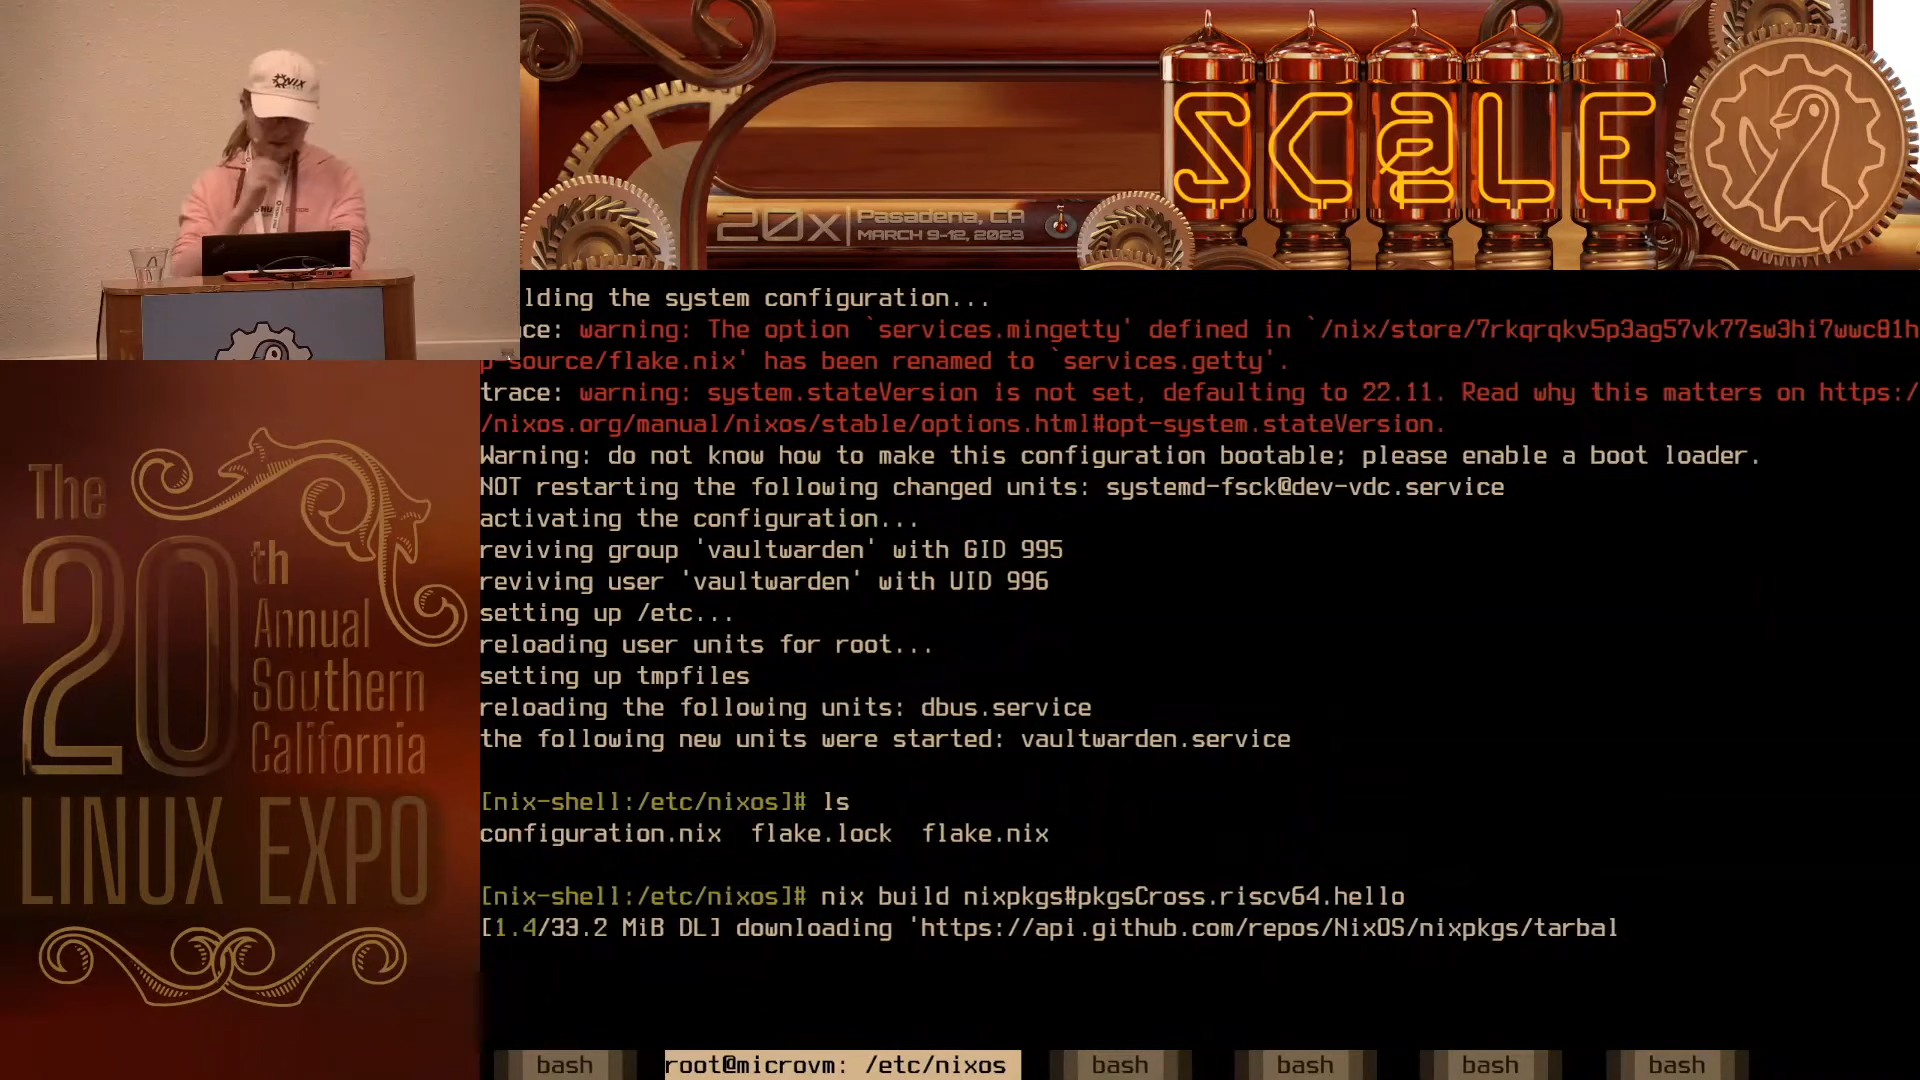 NIX
SCaLE
20x
Pasadena, CA
MARCH 9-12, 2023
The
20th
Annual
Southern
California
LINUX EXPO
lding the system configuration...
ce: warning: The option `services.mingetty' defined in `/nix/store/7rkqrqkv5p3ag57vk77sw3hi7wwc81h
p-source/flake.nix' has been renamed to `services.getty'.
trace: warning: system.stateVersion is not set, defaulting to 22.11. Read why this matters on https:/
/nixos.org/manual/nixos/stable/options.html#opt-system.stateVersion.
Warning: do not know how to make this configuration bootable; please enable a boot loader.
NOT restarting the following changed units: systemd-fsck@dev-vdc.service
activating the configuration...
reviving group 'vaultwarden' with GID 995
reviving user 'vaultwarden' with UID 996
setting up /etc...
reloading user units for root...
setting up tmpfiles
reloading the following units: dbus.service
the following new units were started: vaultwarden.service
[nix-shell:/etc/nixos]# ls
configuration.nix  flake.lock  flake.nix
[nix-shell:/etc/nixos]# nix build nixpkgs#pkgsCross.riscv64.hello
[1.4/33.2 MiB DL] downloading 'https://api.github.com/repos/NixOS/nixpkgs/tarbal
bash root@microvm: /etc/nixos bash bash bash bash